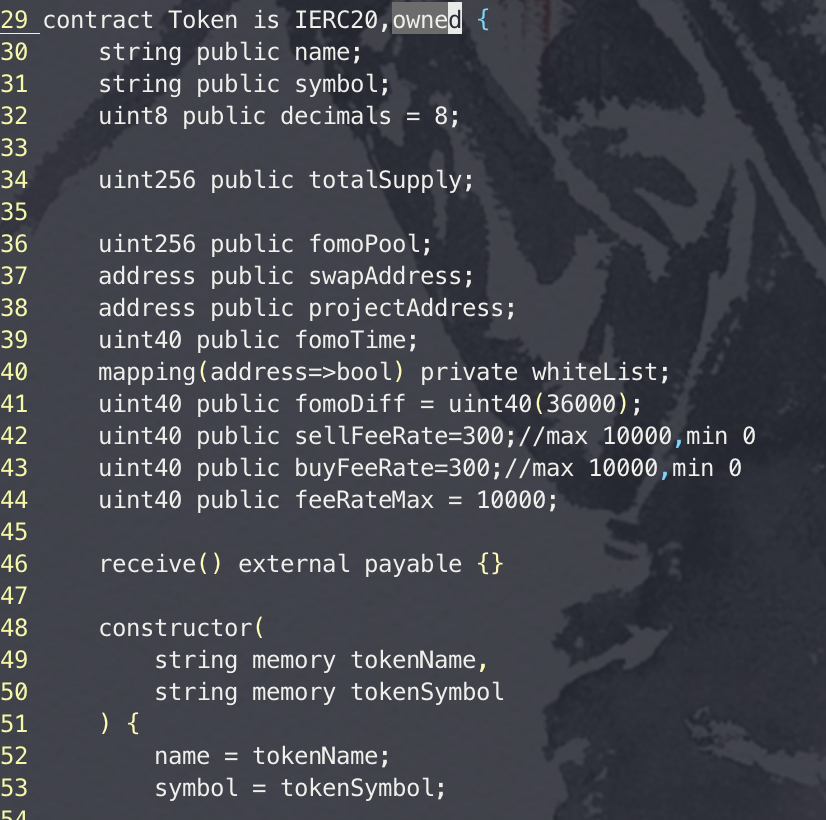 29 contract Token is IERC20,owned {
30     string public name;
31     string public symbol;
32     uint8 public decimals = 8;
33
34     uint256 public totalSupply;
35
36     uint256 public fomoPool;
37     address public swapAddress;
38     address public projectAddress;
39     uint40 public fomoTime;
40     mapping(address=>bool) private whiteList;
41     uint40 public fomoDiff = uint40(36000);
42     uint40 public sellFeeRate=300;//max 10000,min 0
43     uint40 public buyFeeRate=300;//max 10000,min 0
44     uint40 public feeRateMax = 10000;
45
46     receive() external payable {}
47
48     constructor(
49         string memory tokenName,
50         string memory tokenSymbol
51     ) {
52         name = tokenName;
53         symbol = tokenSymbol;
54